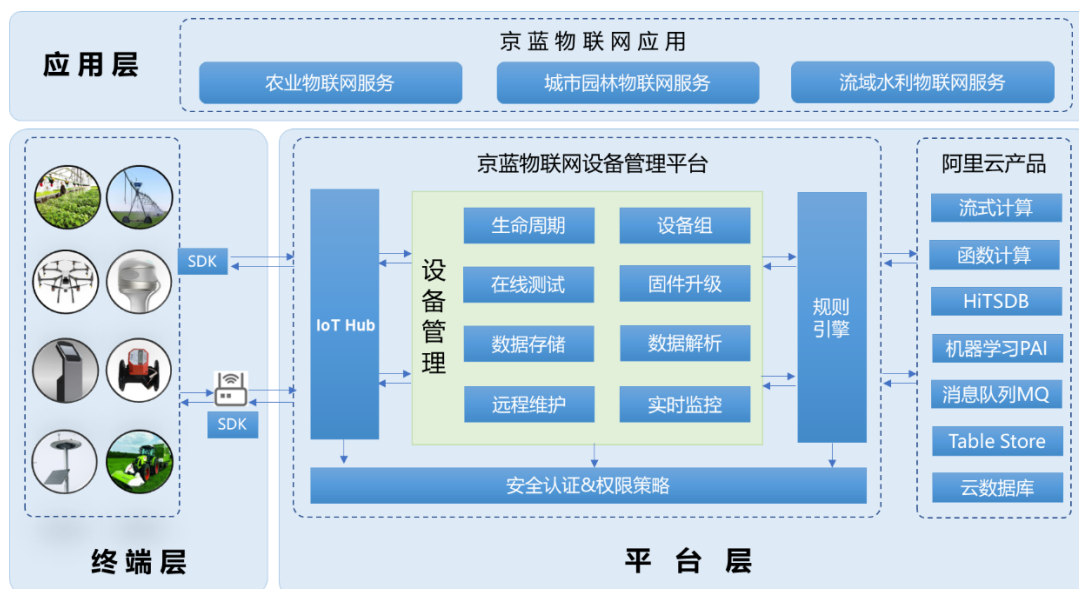 应用层
京蓝物联网应用
农业物联网服务
城市园林物联网服务
流域水利物联网服务
SDK
SDK
终端层
京蓝物联网设备管理平台
IoT Hub
设备管理
生命周期
设备组
在线测试
固件升级
数据存储
数据解析
远程维护
实时监控
规则
引擎
安全认证&权限策略
阿里云产品
流式计算
函数计算
HiTSDB
机器学习PAI
消息队列MQ
Table Store
云数据库
平台层